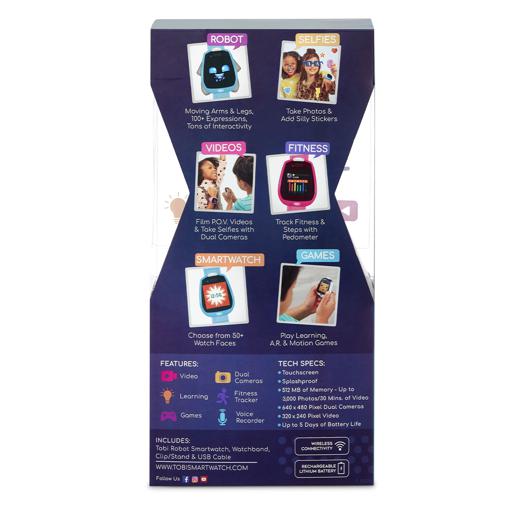 ROBOT
SELFIES
Moving Arms & Legs,
100+ Expressions,
Tons of Interactivity
Take Photos &
Add Silly Stickers
VIDEOS
FITNESS
Film P.O.V. Videos
& Take Selfies with
Dual Cameras
Track Fitness &
Steps with
Pedometer
SMARTWATCH
GAMES
Choose from 50+
Watch Faces
Play Learning,
A.R. & Motion Games
FEATURES:
Video
Dual
Cameras
Learning
Fitness
Tracker
Games
Voice
Recorder
TECH SPECS:
• Touchscreen
• Splashproof
• 512 MB of Memory - Up to
3,000 Photos/30 Mins. of Video
• 640 x 480 Pixel Dual Cameras
• 320 x 240 Pixel Video
• Up to 5 Days of Battery Life
INCLUDES:
Tobi Robot Smartwatch, Watchband,
Clip/Stand & USB Cable
WWW.TOBISMARTWATCH.COM
Follow Us
WIRELESS
CONNECTIVITY
RECHARGEABLE
LITHIUM BATTERY